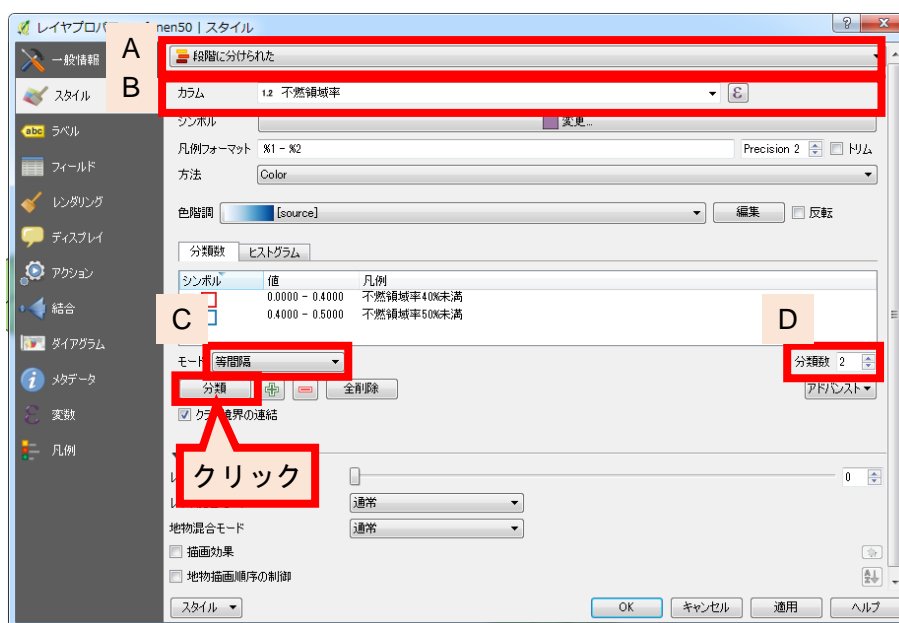 レイヤプロパ nen50 | スタイル
A
B
C
D
一般情報
スタイル
ラベル
フィールド
レンダリング
ディスプレイ
アクション
結合
ダイアグラム
メタデータ
変数
凡例
段階に分けられた
カラム 1.2 不燃領域率 ε
シンボル 変更...
凡例フォーマット %1 - %2 Precision 2 トリム
方法 Color
色階調 [source] 編集 反転
分類数 ヒストグラム
シンボル 値 凡例
0.0000 - 0.4000 不燃領域率40%未満
0.4000 - 0.5000 不燃領域率50%未満
モード 等間隔 分類数 2
分類 全削除 アドバンスト
クラ 境界の連結
クリック
0
通常
地物混合モード 通常
描画効果
地物描画順序の制御
スタイル OK キャンセル 適用 ヘルプ